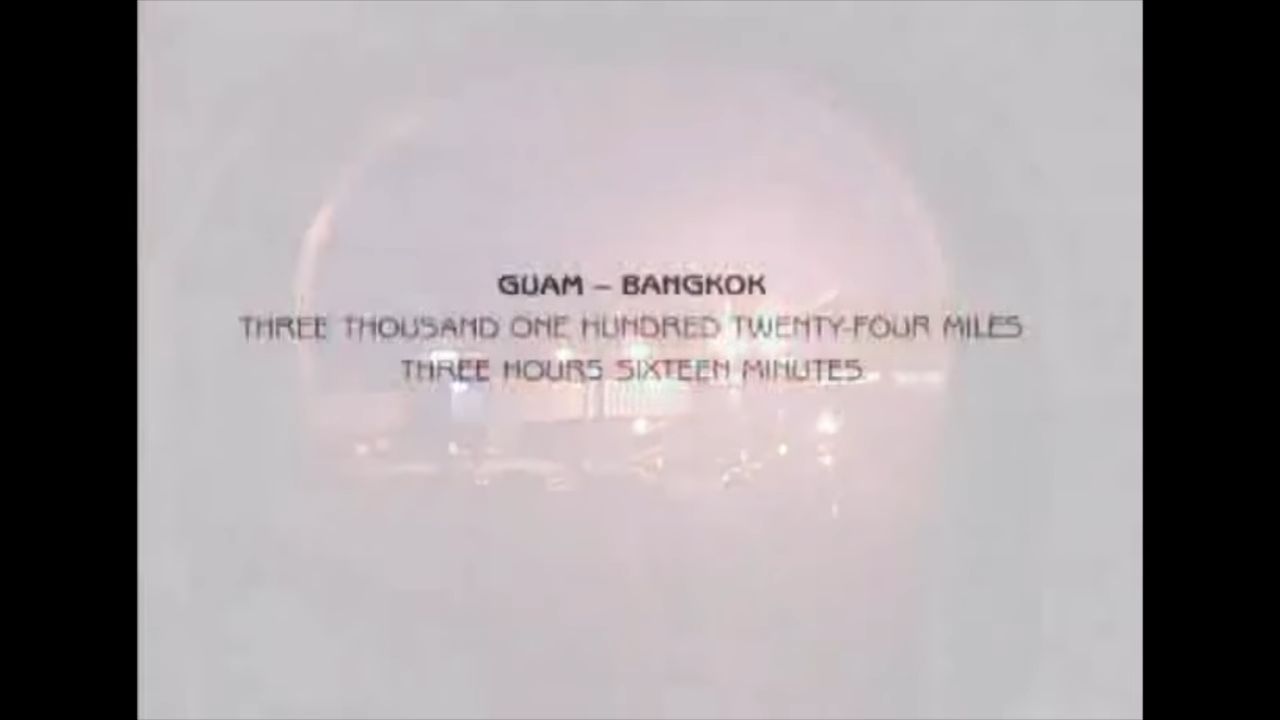 GUAM – BANGKOK
THREE THOUSAND ONE HUNDRED TWENTY-FOUR MILES
THREE HOURS SIXTEEN MINUTES